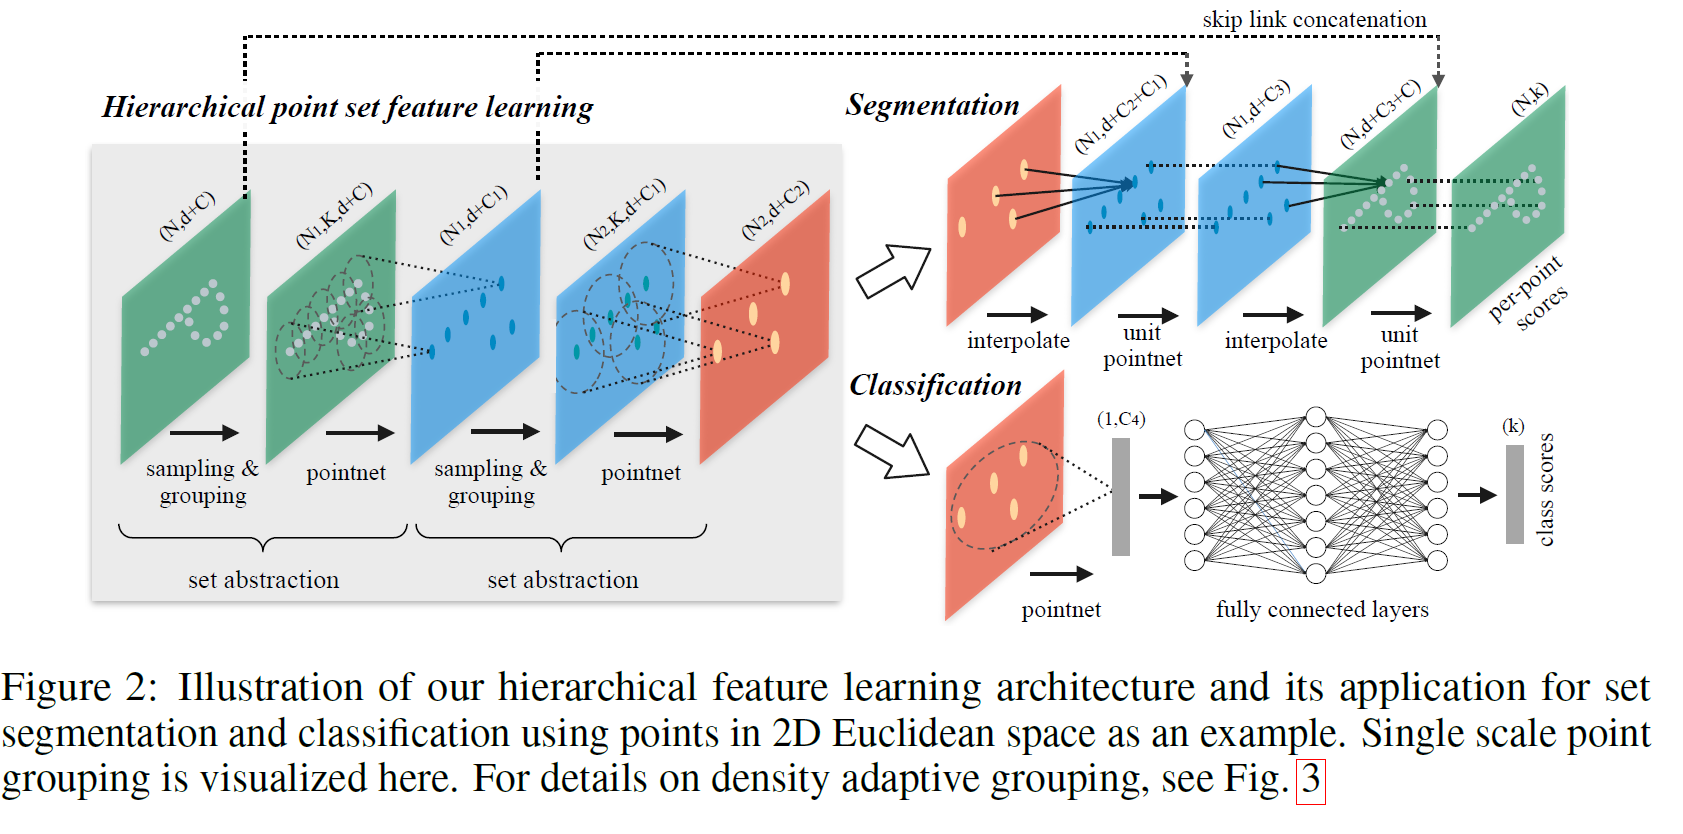 skip link concatenation
Hierarchical point set feature learning
(N,d+C)
(N1,K,d+C)
(N1,d+C1)
(N2,K,d+C1)
(N2,d+C2)
sampling &
grouping
pointnet
sampling &
grouping
pointnet
set abstraction
set abstraction
Segmentation
(N1,d+C2+C1)
(N1,d+C3)
(N,d+C3+C)
(N,k)
interpolate
unit
pointnet
interpolate
unit
pointnet
per-point
scores
Classification
(1,C4)
(k)
class scores
pointnet
fully connected layers
Figure 2: Illustration of our hierarchical feature learning architecture and its application for set
segmentation and classification using points in 2D Euclidean space as an example. Single scale point
grouping is visualized here. For details on density adaptive grouping, see Fig. 3